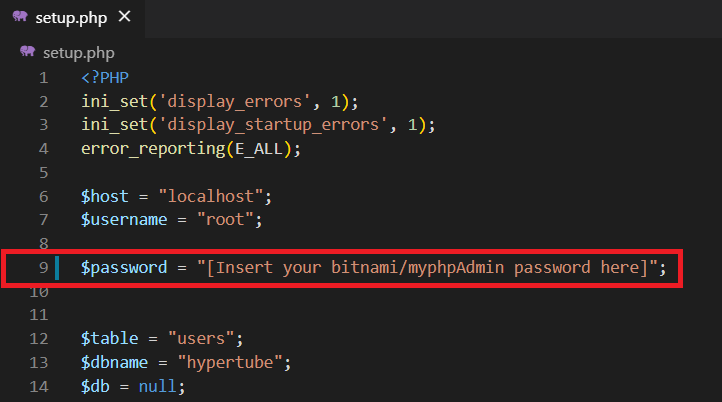 setup.php ×
setup.php
1 <?PHP
2 ini_set('display_errors', 1);
3 ini_set('display_startup_errors', 1);
4 error_reporting(E_ALL);
5
6 $host = "localhost";
7 $username = "root";
8
9 $password = "[Insert your bitnami/myphpAdmin password here]";
10
11
12 $table = "users";
13 $dbname = "hypertube";
14 $db = null;